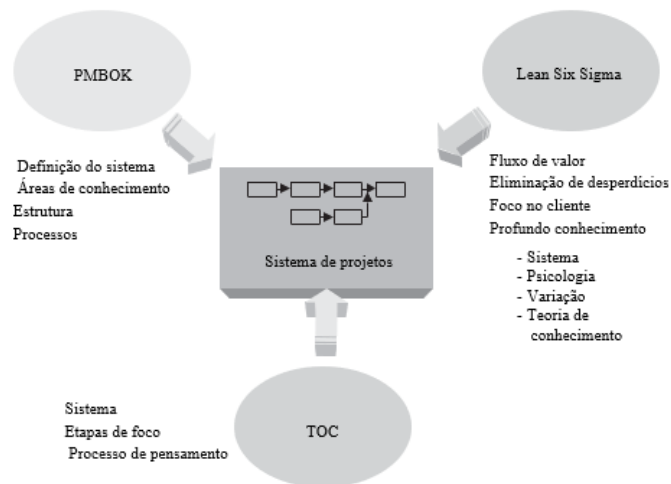 PMBOK
Definição do sistema
Áreas de conhecimento
Estrutura
Processos
Lean Six Sigma
Fluxo de valor
Eliminação de desperdícios
Foco no cliente
Profundo conhecimento
- Sistema
- Psicologia
- Variação
- Teoria de
conhecimento
Sistema de projetos
Sistema
Etapas de foco
Processo de pensamento
TOC